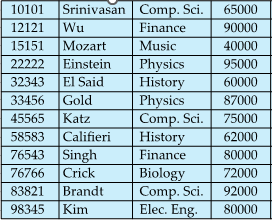 10101 Srinivasan Comp. Sci. 65000
12121 Wu Finance 90000
15151 Mozart Music 40000
22222 Einstein Physics 95000
32343 El Said History 60000
33456 Gold Physics 87000
45565 Katz Comp. Sci. 75000
58583 Califieri History 62000
76543 Singh Finance 80000
76766 Crick Biology 72000
83821 Brandt Comp. Sci. 92000
98345 Kim Elec. Eng. 80000